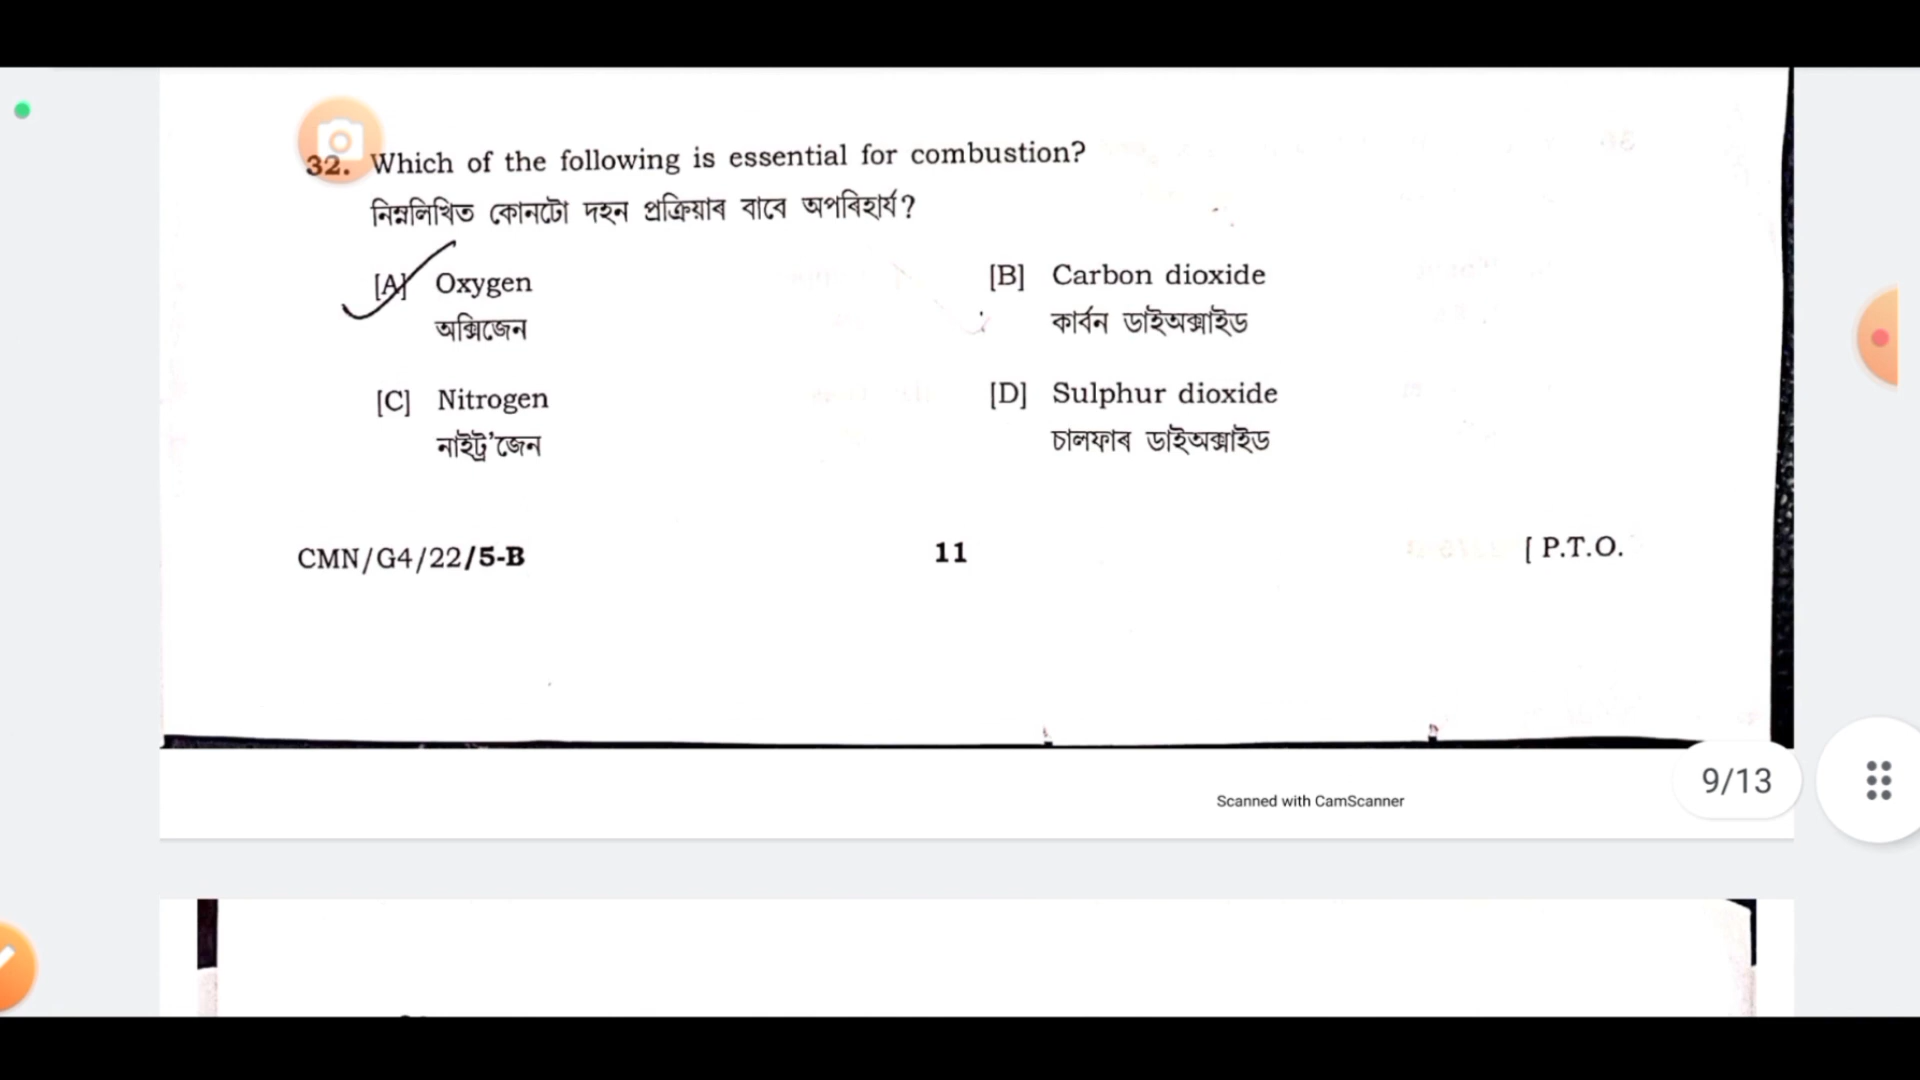 32. Which of the following is essential for combustion?
নিম্নলিখিত কোনটো দহন প্ৰক্ৰিয়াৰ বাবে অপৰিহাৰ্য?
[A] Oxygen
অক্সিজেন
[B] Carbon dioxide
কাৰ্বন ডাইঅক্সাইড
[C] Nitrogen
নাইট্ৰ'জেন
[D] Sulphur dioxide
চালফাৰ ডাইঅক্সাইড
CMN/G4/22/5-B
11
[ P.T.O.
Scanned with CamScanner
9/13